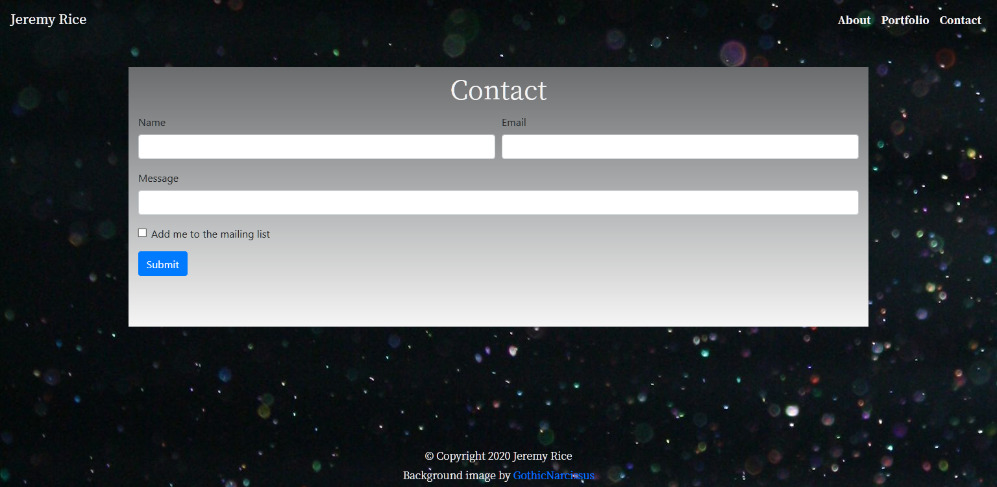 Jeremy Rice
About Portfolio Contact
Contact
Name Email
Message
Add me to the mailing list
Submit
© Copyright 2020 Jeremy Rice
Background image by GothicNarcissus